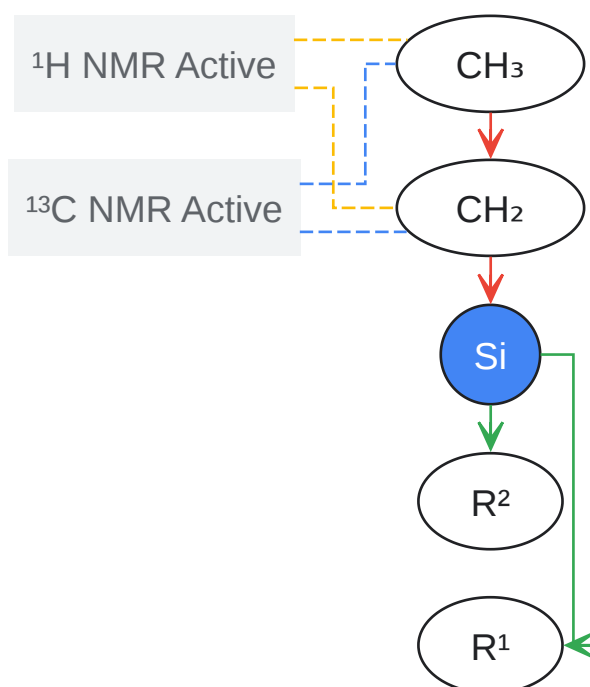 ¹H NMR Active
CH₃
¹³C NMR Active
CH₂
Si
R²
R¹